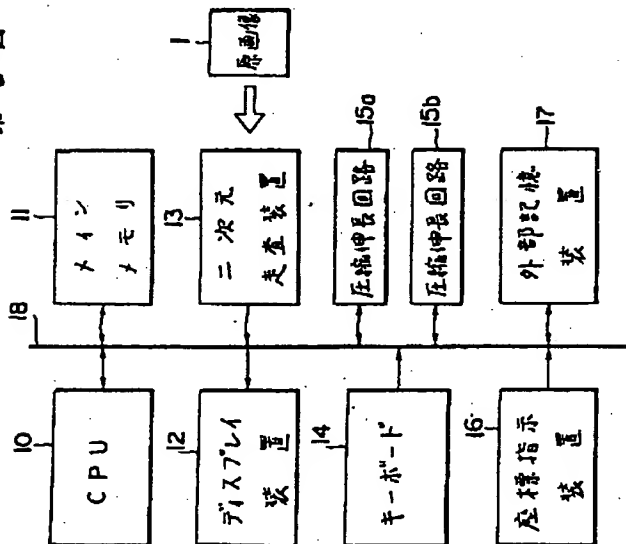 10
CPU
18
11
メイン
メモリ
12
ディスプレイ
装置
13
二次元
走査装置
1
原画像
14
キーボード
15a
圧縮伸長回路
15b
圧縮伸長回路
16
座標指示
装置
17
外部記憶
装置